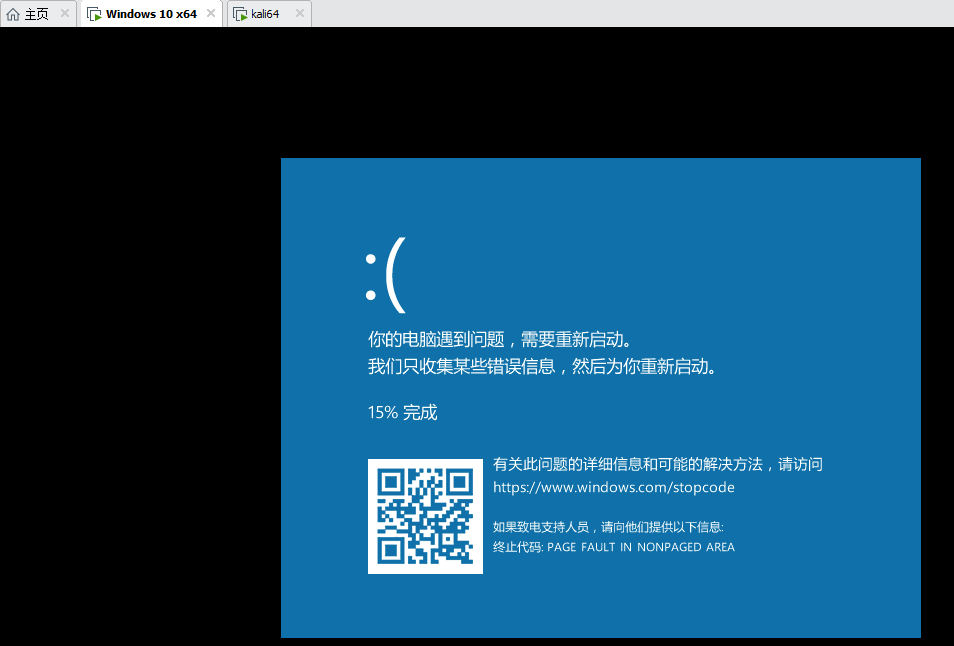 主页
Windows 10 x64
kali64
:(
你的电脑遇到问题，需要重新启动。
我们只收集某些错误信息，然后为你重新启动。
15% 完成
有关此问题的详细信息和可能的解决方法，请访问
https://www.windows.com/stopcode
如果致电支持人员，请向他们提供以下信息:
终止代码: PAGE FAULT IN NONPAGED AREA